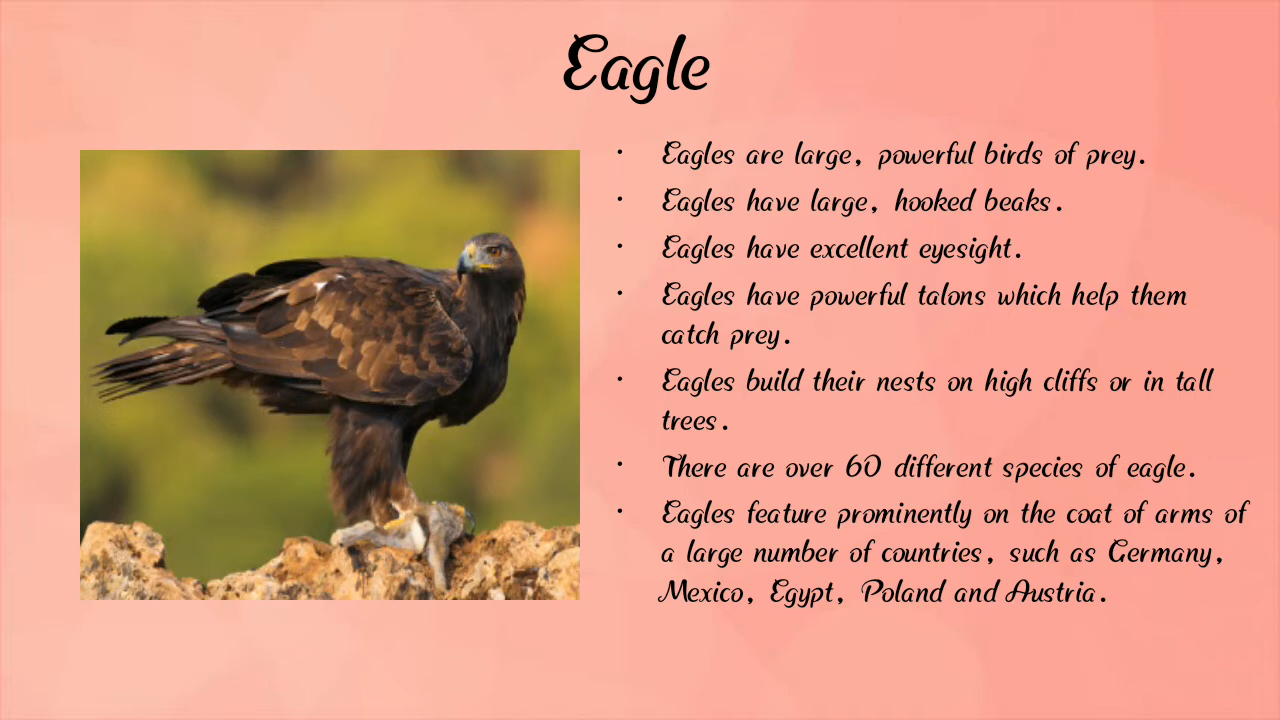 Eagle
• Eagles are large, powerful birds of prey.
• Eagles have large, hooked beaks.
• Eagles have excellent eyesight.
• Eagles have powerful talons which help them
catch prey.
• Eagles build their nests on high cliffs or in tall
trees.
• There are over 60 different species of eagle.
• Eagles feature prominently on the coat of arms of
a large number of countries, such as Germany,
Mexico, Egypt, Poland and Austria.